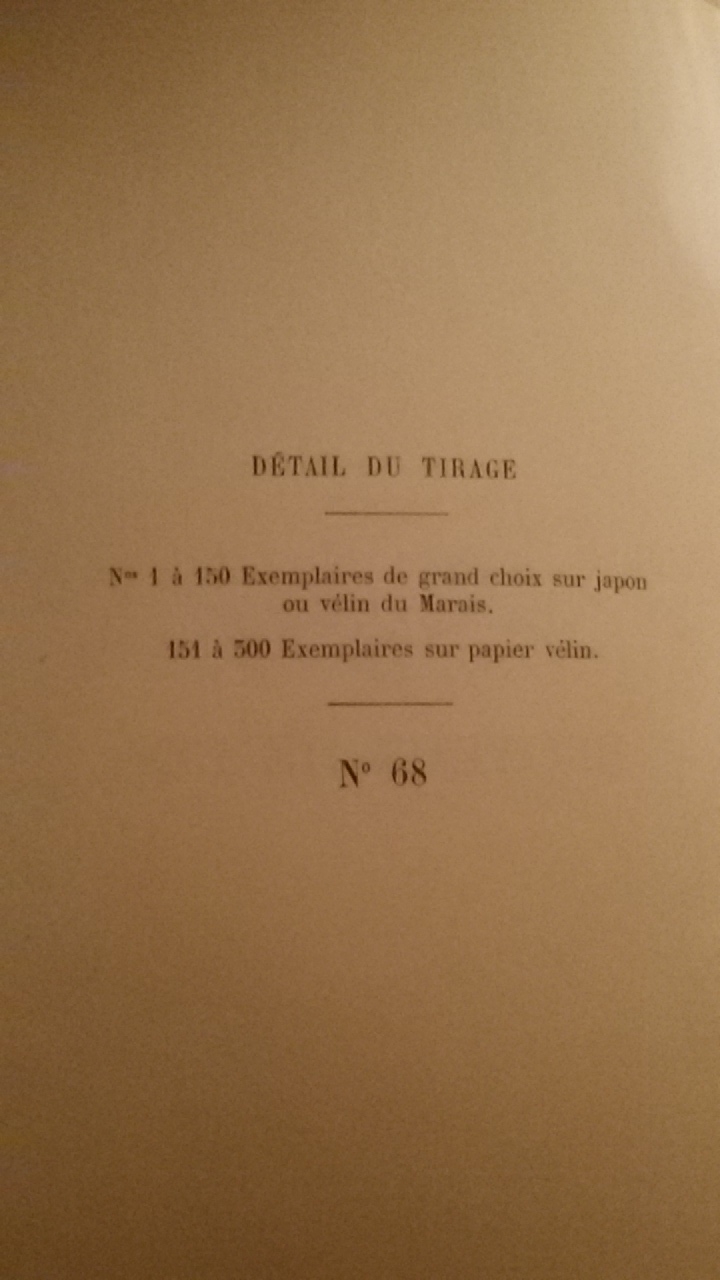 DÉTAIL DU TIRAGE
Nos 1 à 150 Exemplaires de grand choix sur japon
ou vélin du Marais.
151 à 500 Exemplaires sur papier vélin.
No 68